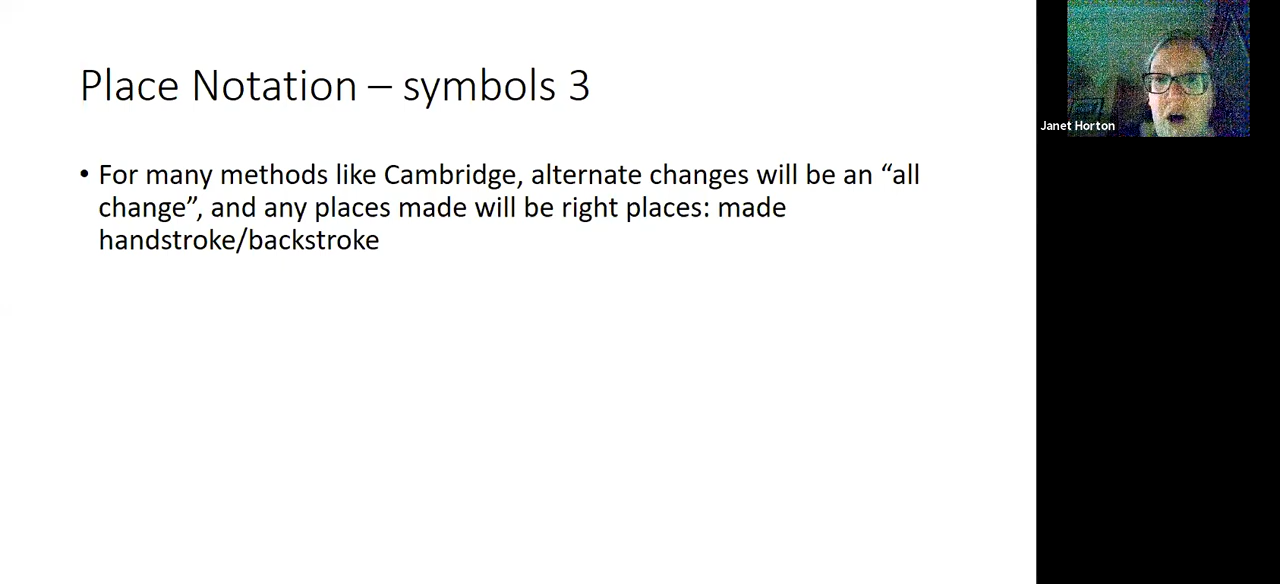 Place Notation – symbols 3
• For many methods like Cambridge, alternate changes will be an “all
change”, and any places made will be right places: made
handstroke/backstroke
Janet Horton